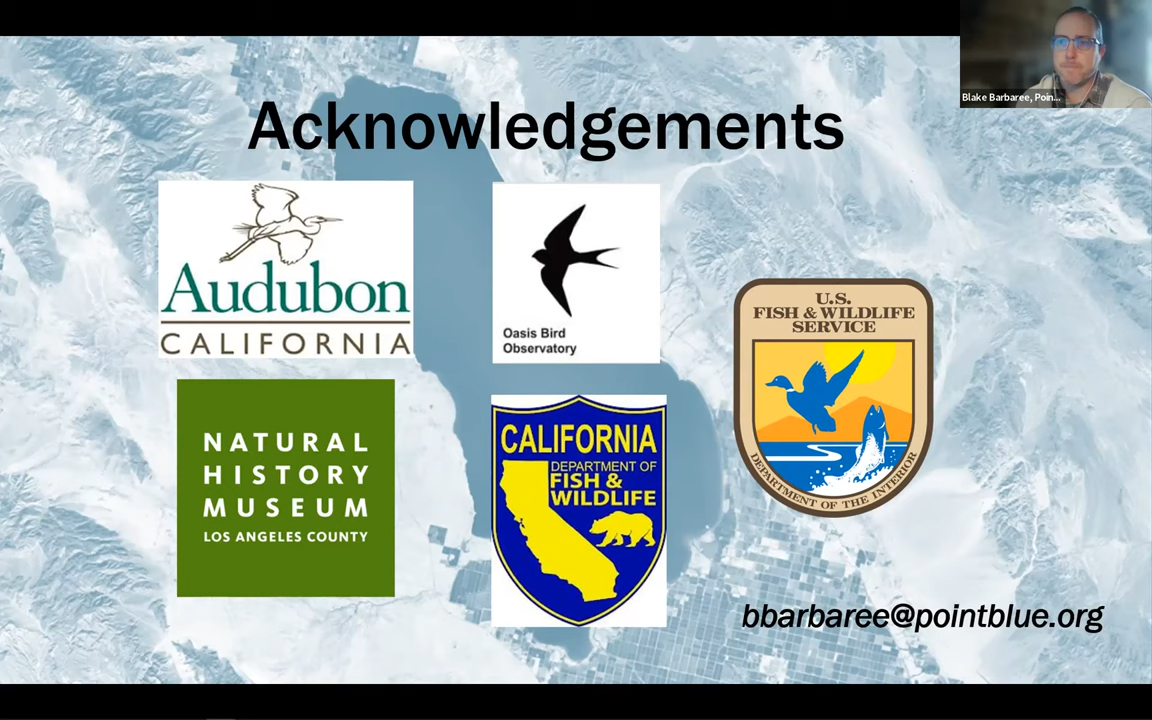 Blake Barbaree, Poin...
Acknowledgements
Audubon
CALIFORNIA
Oasis Bird
Observatory
U.S.
FISH & WILDLIFE
SERVICE
DEPARTMENT OF THE INTERIOR
NATURAL
HISTORY
MUSEUM
LOS ANGELES COUNTY
CALIFORNIA
DEPARTMENT OF
FISH &
WILDLIFE
bbarbaree@pointblue.org